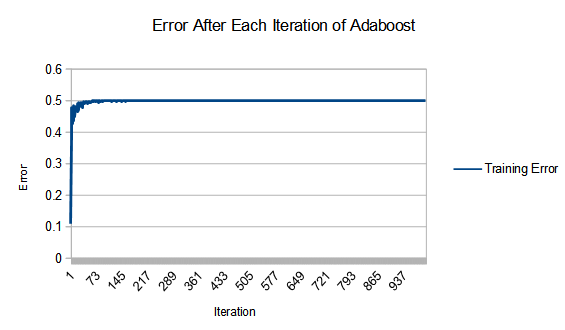 Error After Each Iteration of Adaboost
0.6
0.5
0.4
0.3
0.2
0.1
0
Error
1 73 145 217 289 361 433 505 577 649 721 793 865 937
Iteration
Training Error